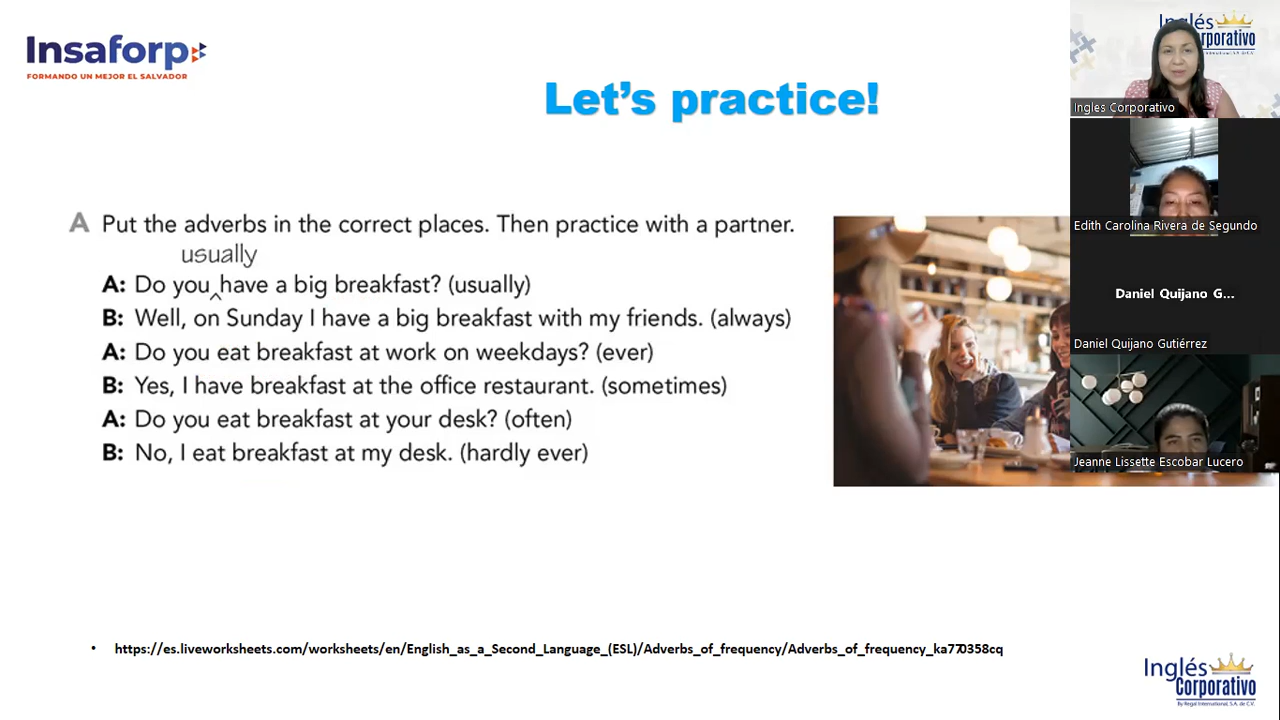 Insaforp
FORMANDO UN MEJOR EL SALVADOR
Let's practice!
A Put the adverbs in the correct places. Then practice with a partner.
usually
A: Do you ^ have a big breakfast? (usually)
B: Well, on Sunday I have a big breakfast with my friends. (always)
A: Do you eat breakfast at work on weekdays? (ever)
B: Yes, I have breakfast at the office restaurant. (sometimes)
A: Do you eat breakfast at your desk? (often)
B: No, I eat breakfast at my desk. (hardly ever)
• https://es.liveworksheets.com/worksheets/en/English_as_a_Second_Language_(ESL)/Adverbs_of_frequency/Adverbs_of_frequency_ka770358cq
Inglés
Corporativo
By Regal International, S.A. de C.V.
Inglés
orporativo
Ingles Corporativo
Edith Carolina Rivera de Segundo
Daniel Quijano G...
Daniel Quijano Gutiérrez
Jeanne Lissette Escobar Lucero